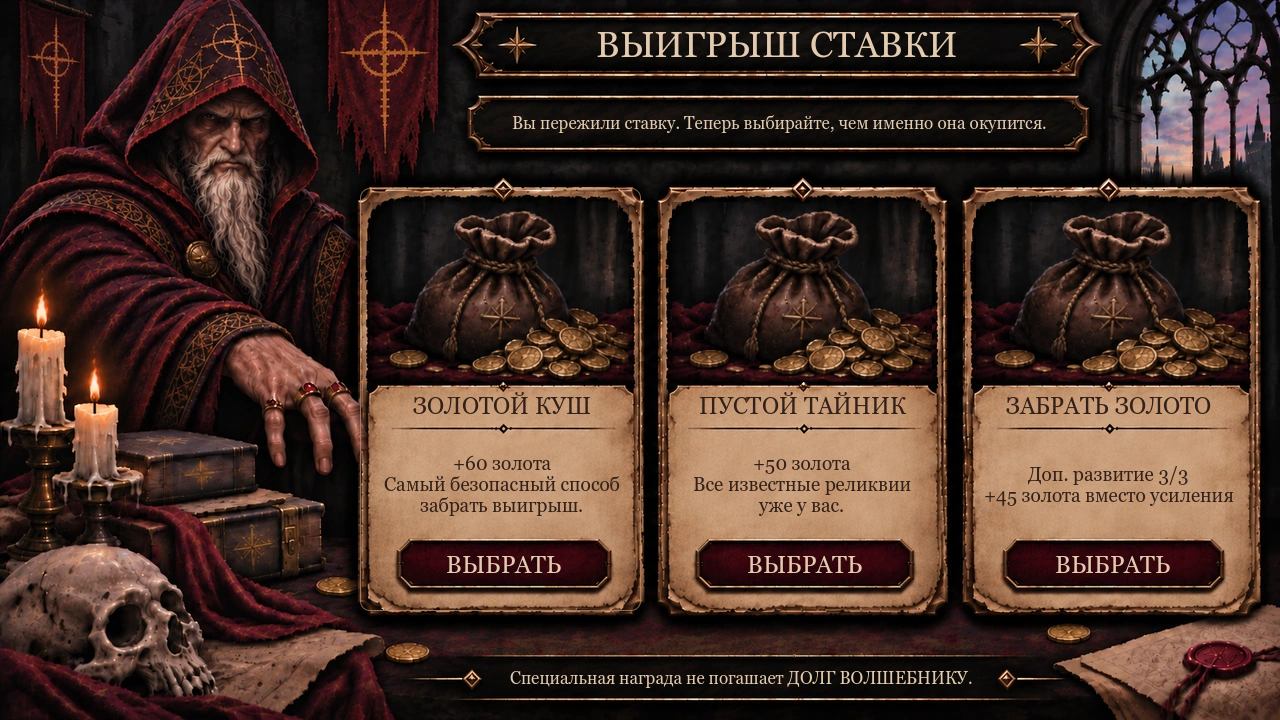 ВЫИГРЫШ СТАВКИ
Вы пережили ставку. Теперь выбирайте, чем именно она окупится.
ЗОЛОТОЙ КУШ
+60 золота
Самый безопасный способ
забрать выигрыш.
ВЫБРАТЬ
ПУСТОЙ ТАЙНИК
+50 золота
Все известные реликвии
уже у вас.
ВЫБРАТЬ
ЗАБРАТЬ ЗОЛОТО
Доп. развитие 3/3
+45 золота вместо усиления
ВЫБРАТЬ
Специальная награда не погашает ДОЛГ ВОЛШЕБНИКУ.